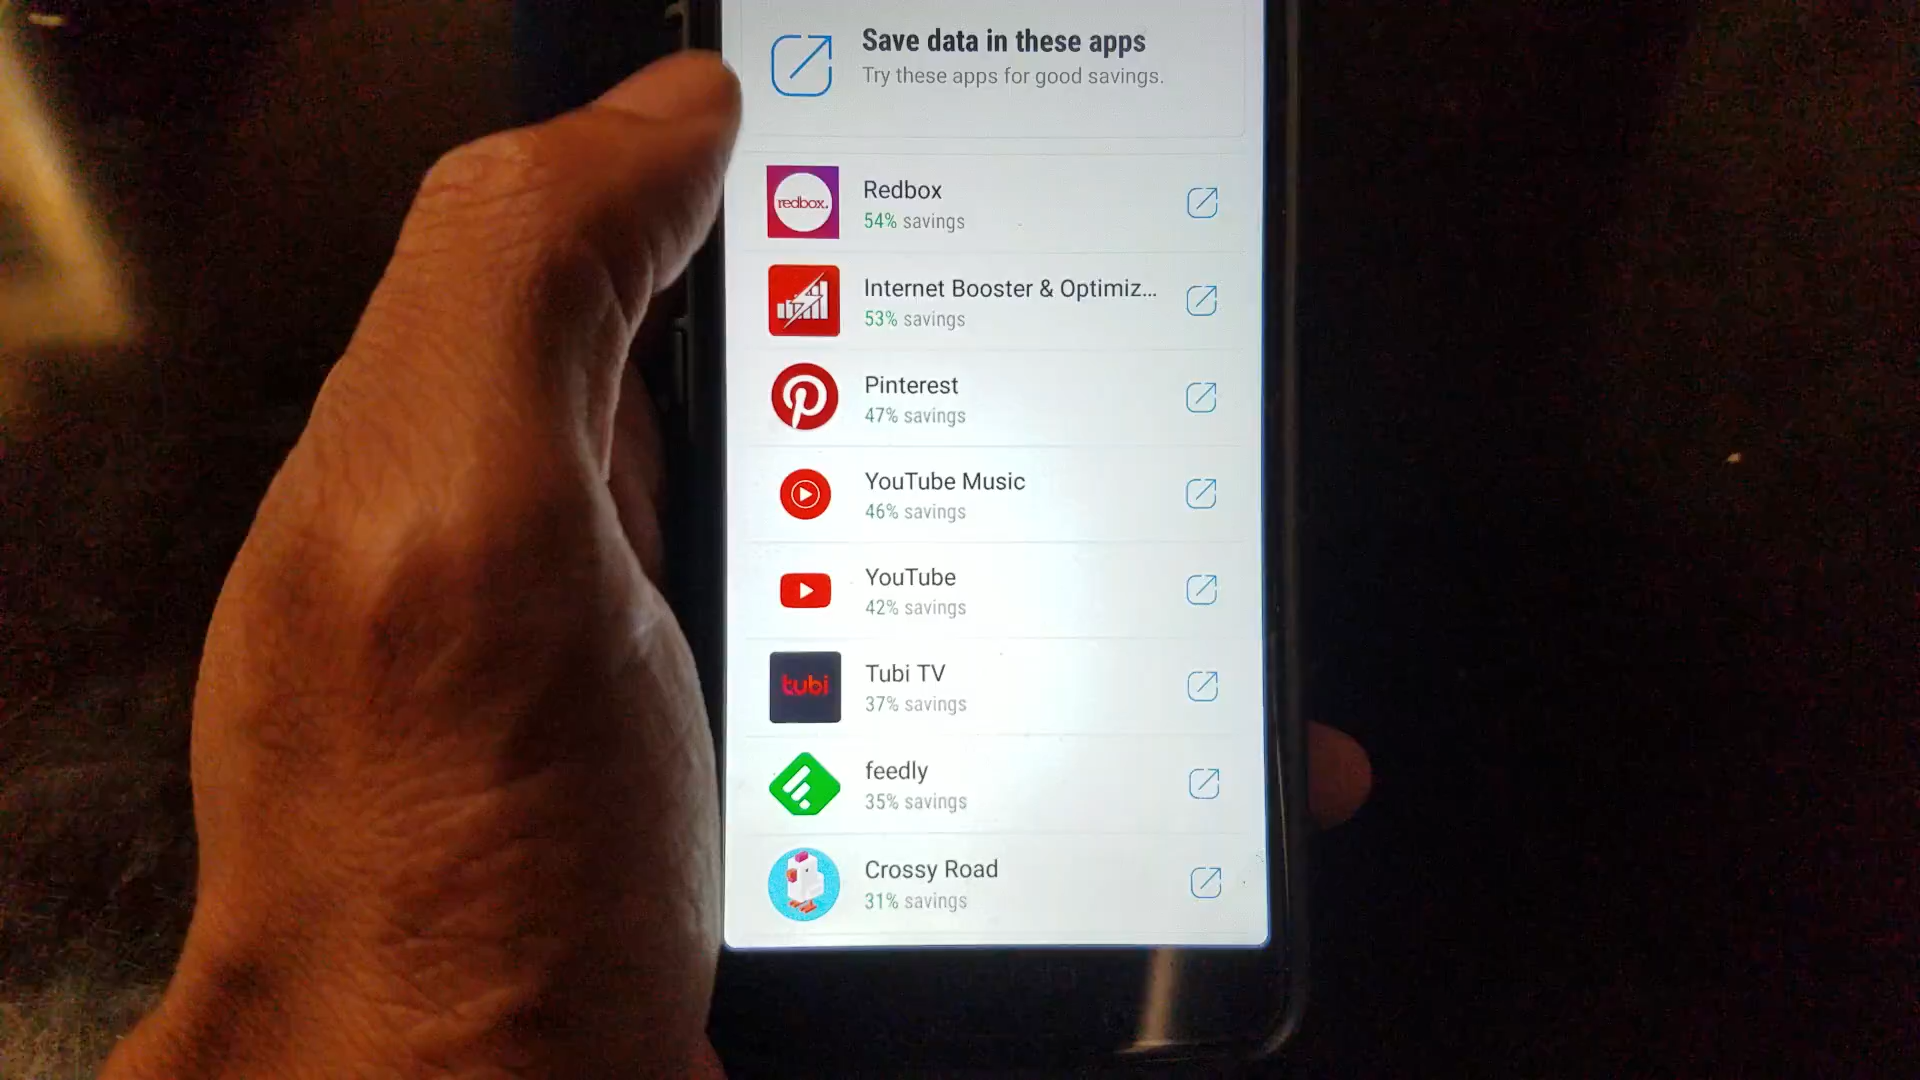 Save data in these apps
Try these apps for good savings.
redbox.
Redbox
54% savings
Internet Booster & Optimiz...
53% savings
Pinterest
47% savings
YouTube Music
46% savings
YouTube
42% savings
tubi
Tubi TV
37% savings
feedly
35% savings
Crossy Road
31% savings